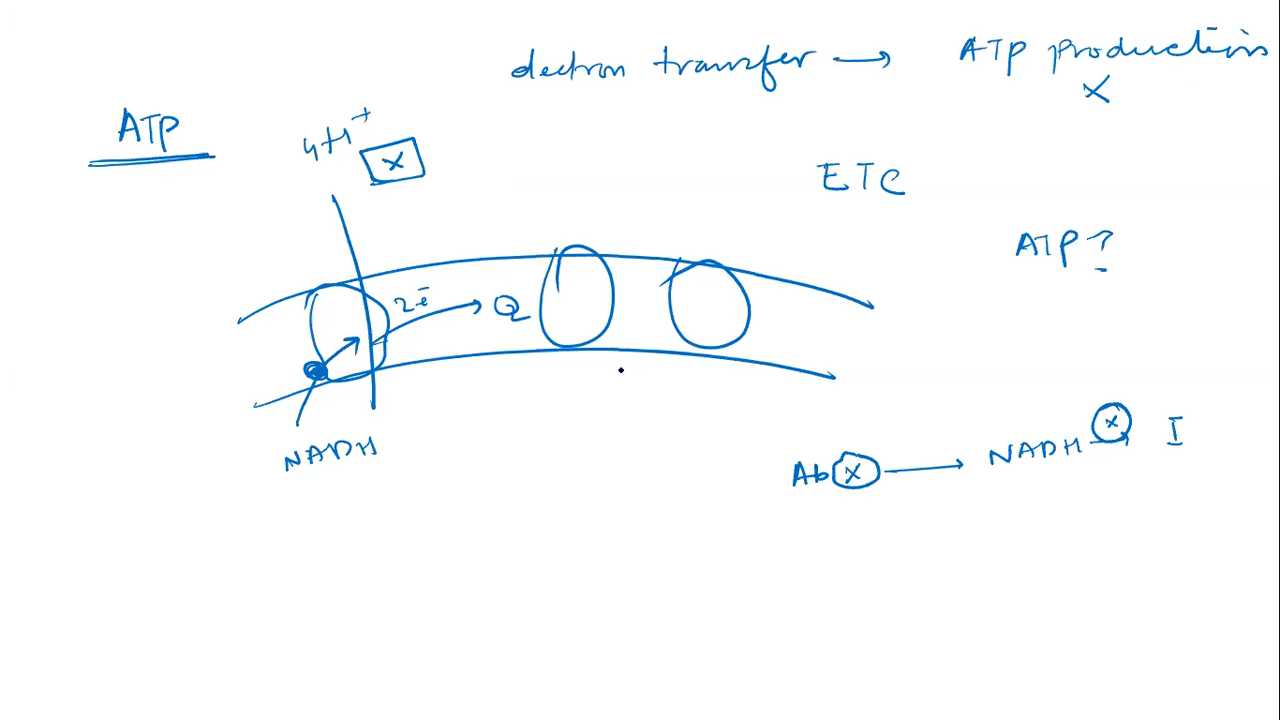 electron transfer → ATP production
X
ATP
4H⁺
X
ETC
ATP?
2e⁻
Q
NADH
Ab X → NADH X I